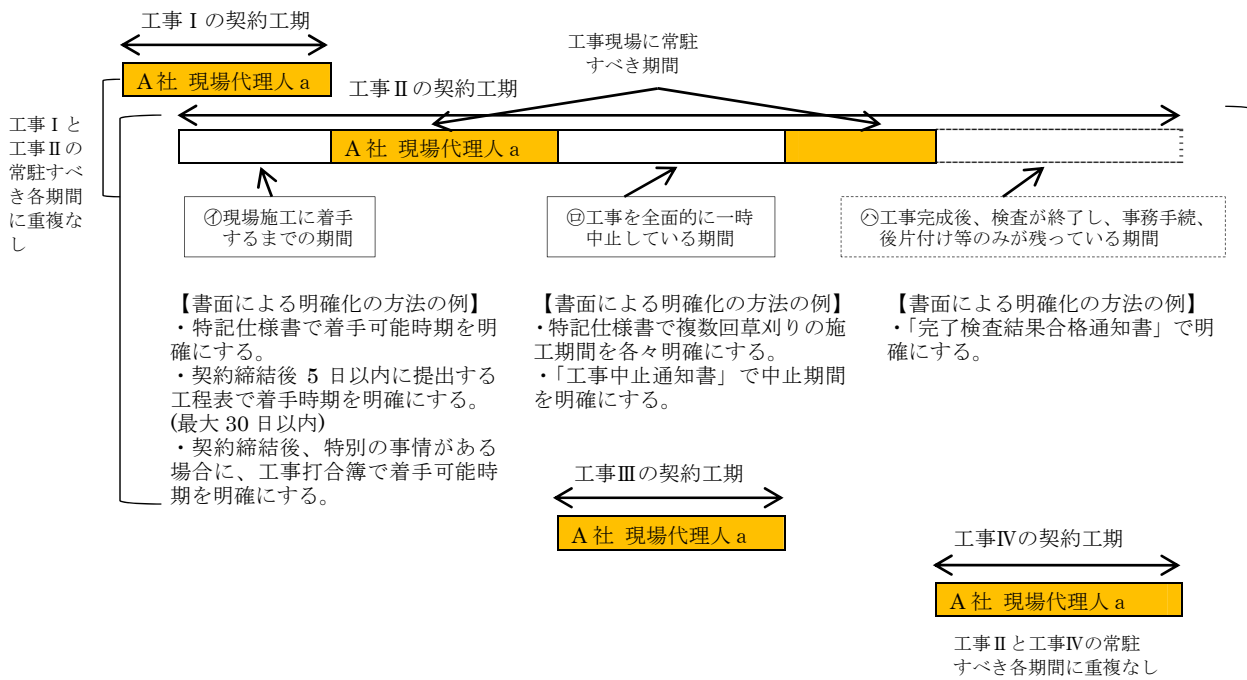 工事Ⅰの契約工期
A社 現場代理人a
工事現場に常駐
すべき期間
工事Ⅱの契約工期
工事Ⅰと
工事Ⅱの
常駐すべ
き各期間
に重複な
し
A社 現場代理人a
㋑現場施工に着手
するまでの期間
㋺工事を全面的に一時
中止している期間
㋩工事完成後、検査が終了し、事務手続、
後片付け等のみが残っている期間
【書面による明確化の方法の例】
・特記仕様書で着手可能時期を明
確にする。
・契約締結後 5 日以内に提出する
工程表で着手時期を明確にする。
(最大 30 日以内)
・契約締結後、特別の事情がある
場合に、工事打合簿で着手可能時
期を明確にする。
【書面による明確化の方法の例】
・特記仕様書で複数回草刈りの施
工期間を各々明確にする。
・「工事中止通知書」で中止期間
を明確にする。
【書面による明確化の方法の例】
・「完了検査結果合格通知書」で明
確にする。
工事Ⅲの契約工期
A社 現場代理人a
工事Ⅳの契約工期
A社 現場代理人a
工事Ⅱと工事Ⅳの常駐
すべき各期間に重複なし